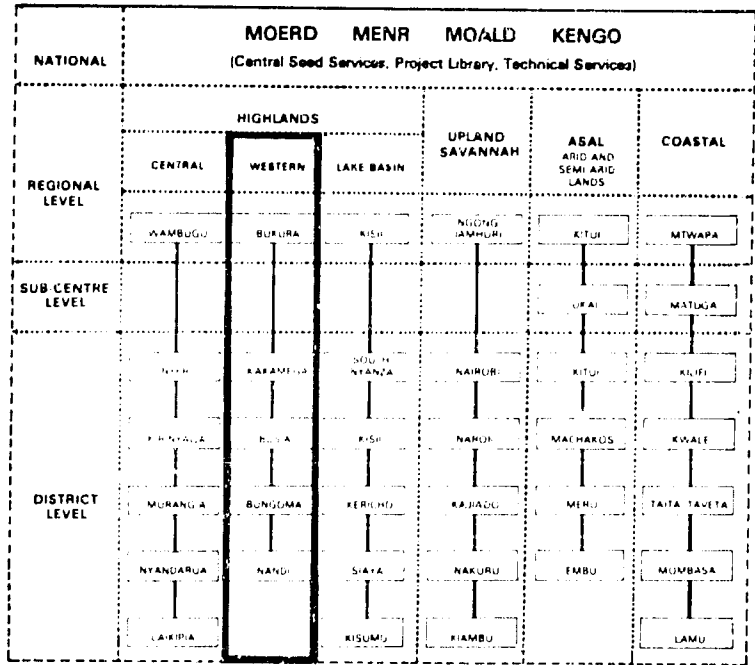 MOERD MENR MOALD KENGO
NATIONAL
(Central Seed Services, Project Library, Technical Services)
HIGHLANDS
UPLAND
SAVANNAH
ASAL
ARID AND
SEMI ARID
LANDS
COASTAL
CENTRAL WESTERN LAKE BASIN
REGIONAL
LEVEL
WAMBUGU BUKURA KISII NGONG
JAMHURI KITUI MTWAPA
SUB-CENTRE
LEVEL
MATUGA
KAKAMEGA SOUTH
NYANZA NAIROBI KITUI KILIFI
KIRINYAGA BUSIA KISII NAROK MACHAKOS KWALE
DISTRICT
LEVEL
MURANGIA BUNGOMA KERICHO KAJIADO MERU TAITA TAVETA
NYANDARUA NANDI SIAYA NAKURU EMBU MOMBASA
LAIKIPIA KISUMU KIAMBU LAMU